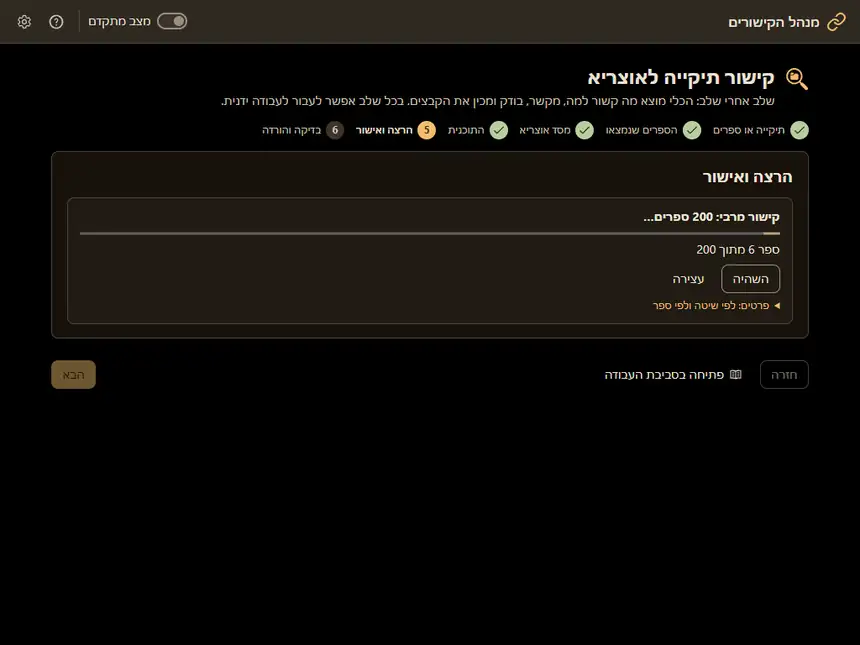 מנהל הקישורים
מצב מתקדם
קישור תיקייה לאוצריא
שלב אחרי שלב: הכלי מוצא מה קשור למה, מקשר, בודק ומכין את הקבצים. בכל שלב אפשר לעבור לעבודה ידנית.
תיקייה או ספרים הספרים שנמצאו מסד אוצריא התוכנית 5 הרצה ואישור 6 בדיקה והורדה
הרצה ואישור
קישור מרבי: 200 ספרים...
ספר 6 מתוך 200
השהיה עצירה
פרטים: לפי שיטה ולפי ספר
חזרה פתיחה בסביבת העבודה הבא